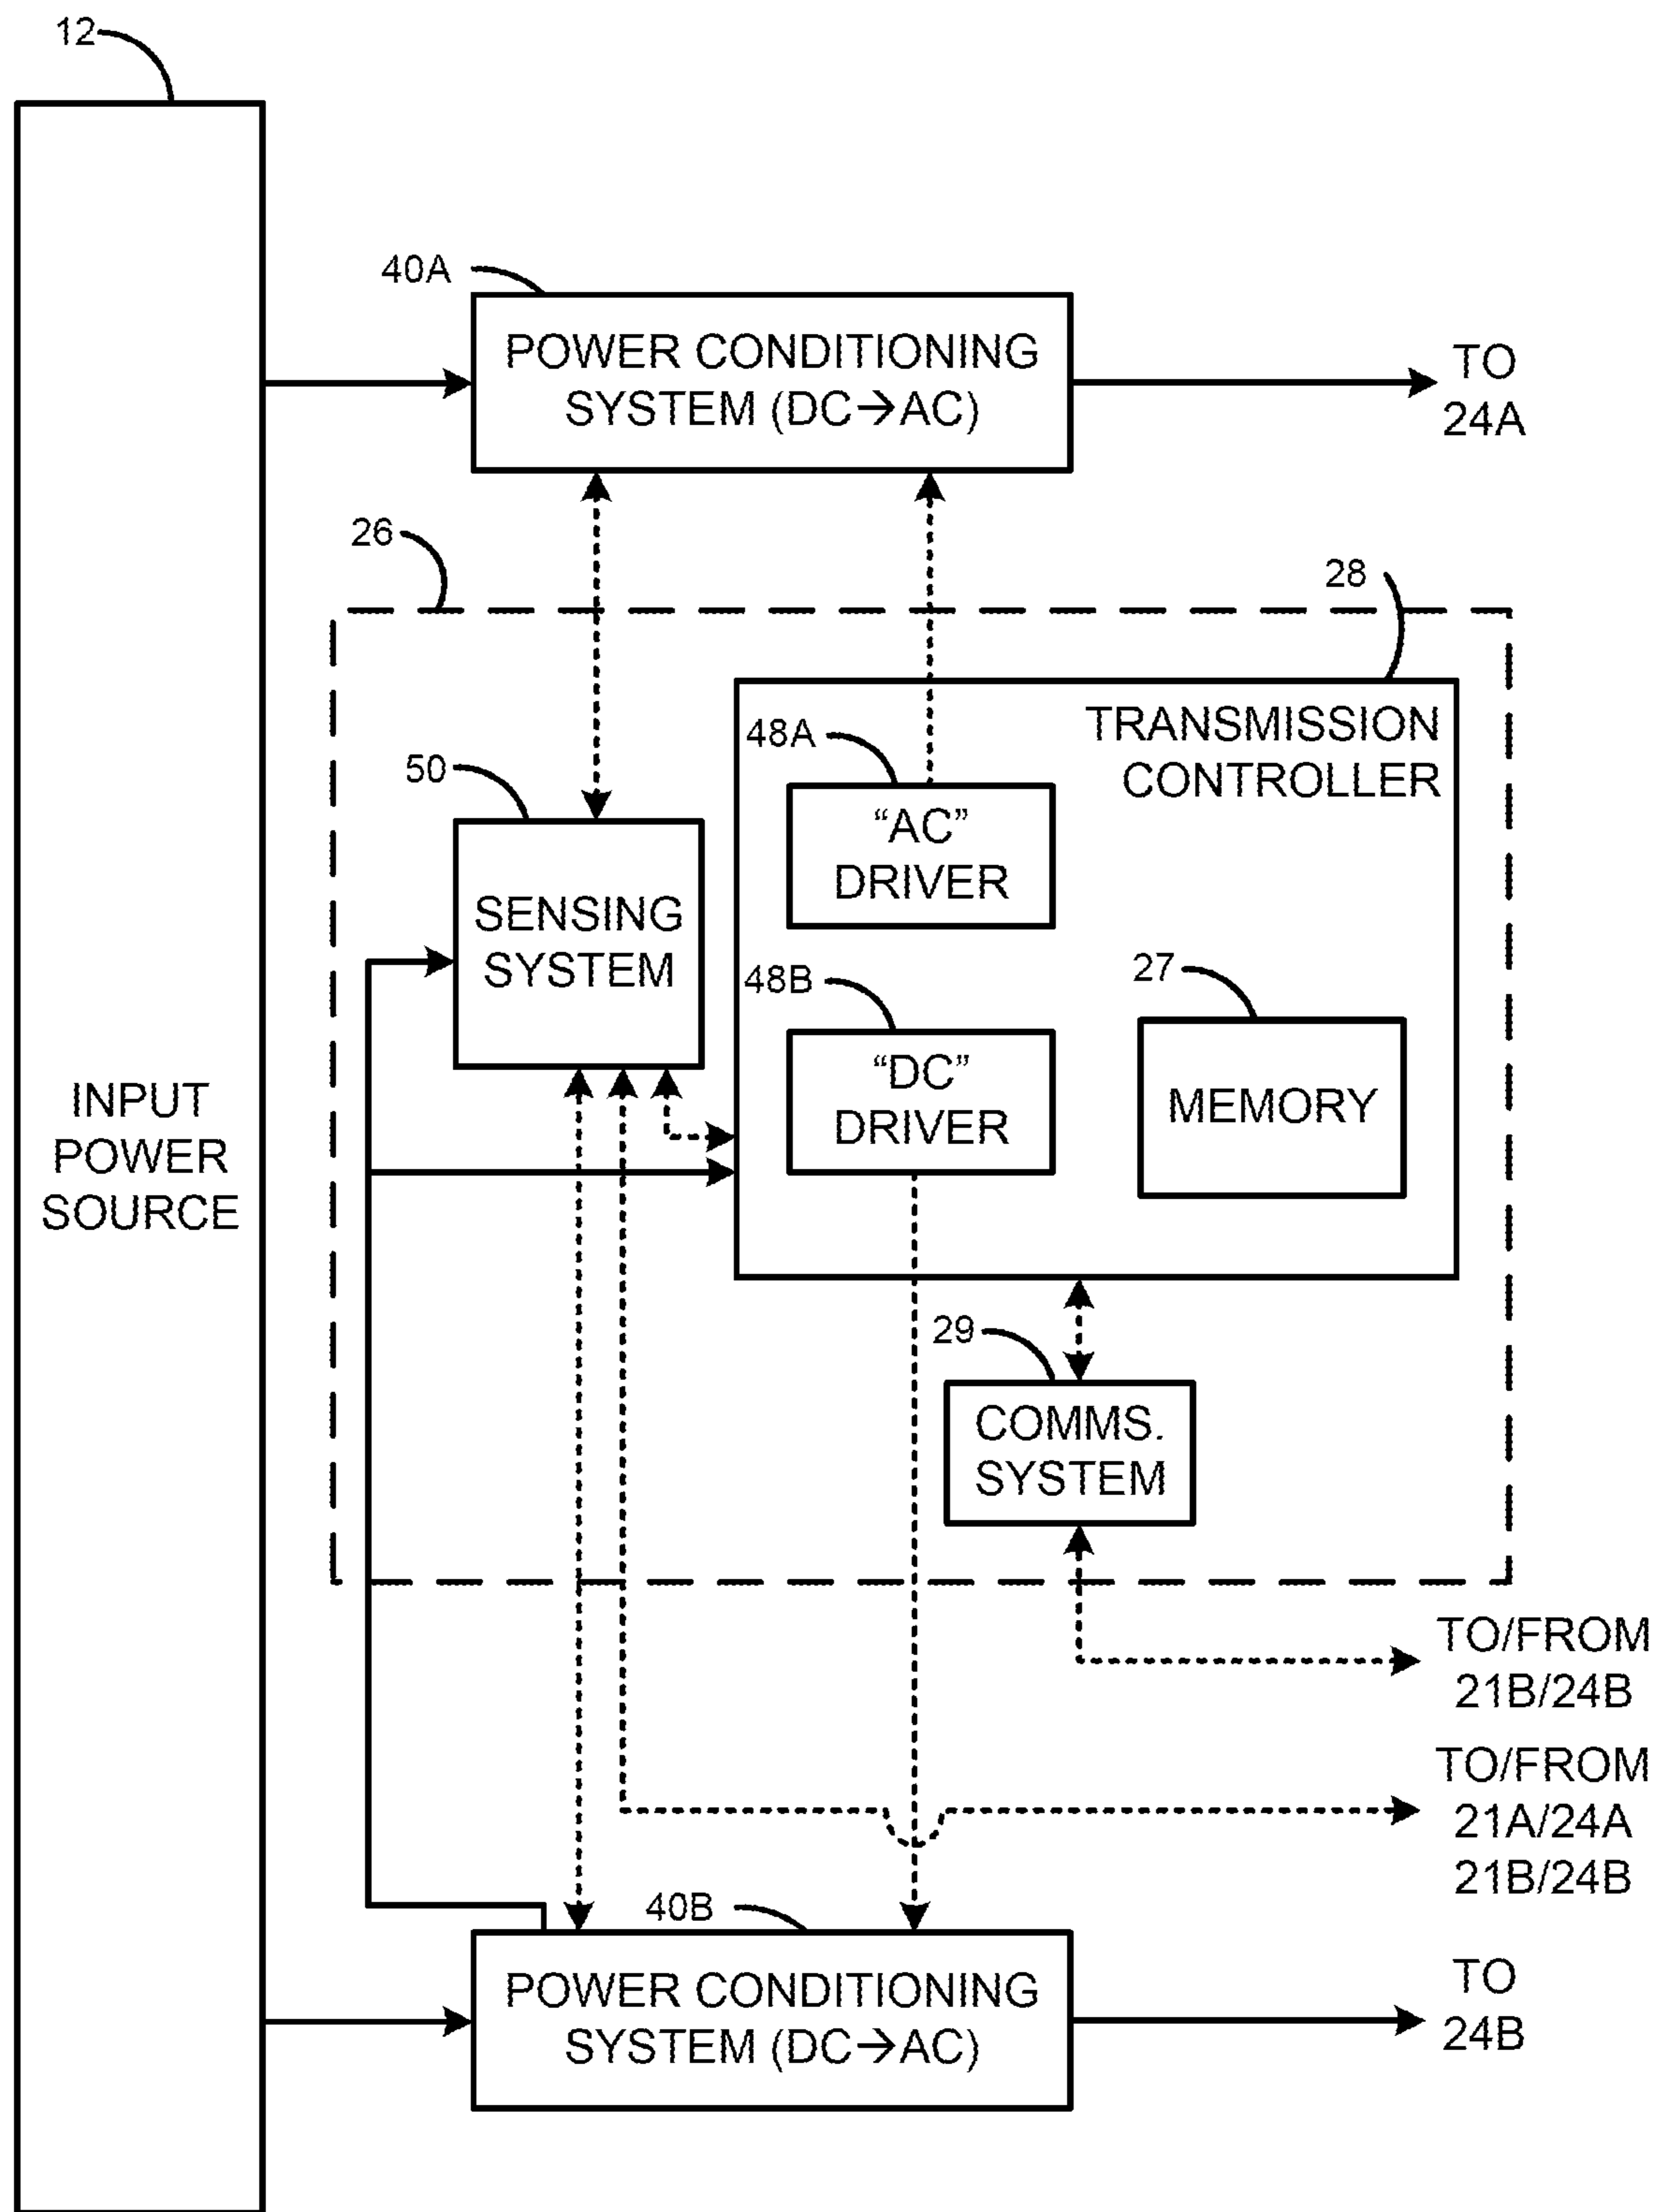 12
40A
POWER CONDITIONING
SYSTEM (DC→AC)
TO
24A
26
28
TRANSMISSION
CONTROLLER
48A
“AC”
DRIVER
50
SENSING
SYSTEM
48B
“DC”
DRIVER
27
MEMORY
INPUT
POWER
SOURCE
29
COMMS.
SYSTEM
TO/FROM
21B/24B
TO/FROM
21A/24A
21B/24B
40B
POWER CONDITIONING
SYSTEM (DC→AC)
TO
24B